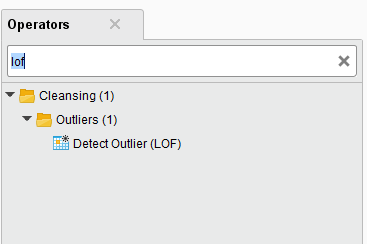 Operators
lof
Cleansing (1)
Outliers (1)
Detect Outlier (LOF)